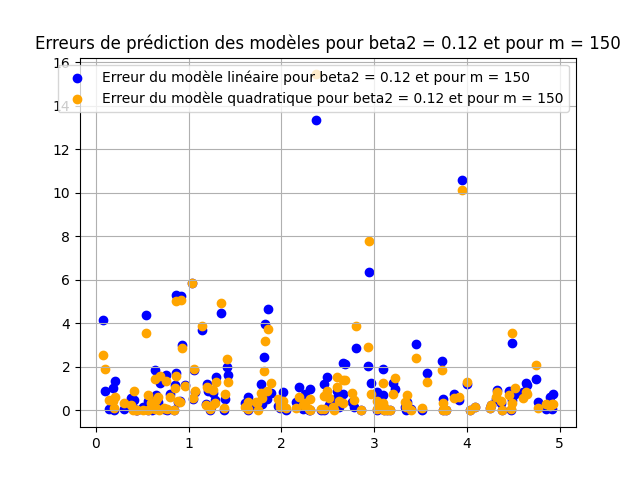 Erreurs de prédiction des modèles pour beta2 = 0.12 et pour m = 150
16
Erreur du modèle linéaire pour beta2 = 0.12 et pour m = 150
Erreur du modèle quadratique pour beta2 = 0.12 et pour m = 150
14
12
10
8
6
4
2
0
0 1 2 3 4 5